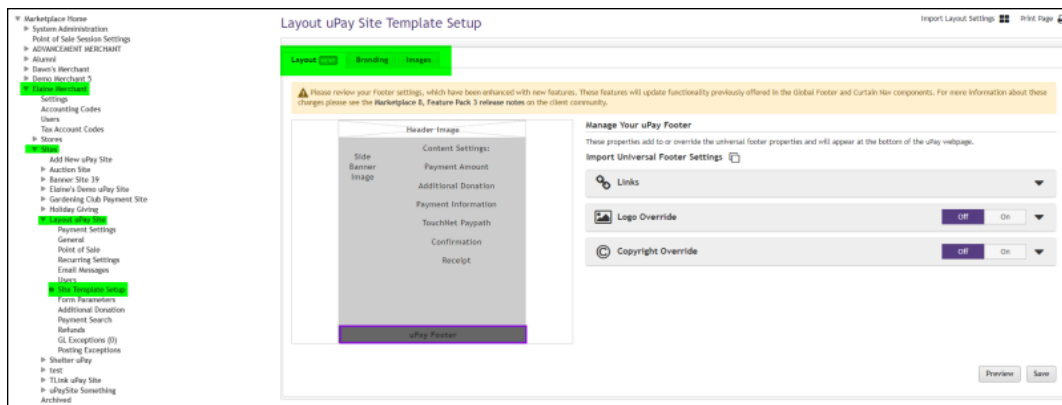 Marketplace Home
System Administration
Point of Sale Session Settings
ADVANCEMENT MERCHANT
Alumni
Dawn's Merchant
Demo Merchant 5
Elaine Merchant
Settings
Accounting Codes
Users
Tax Account Codes
Stores
Sites
Add New uPay Site
Auction Site
Banner Site 39
Elaine's Demo uPay Site
Gardening Club Payment Site
Holiday Giving
Layout uPay Site
Payment Settings
General
Point of Sale
Recurring Settings
Email Messages
Users
Site Template Setup
Form Parameters
Additional Donation
Payment Search
Refunds
GL Exceptions (0)
Posting Exceptions
Shelter uPay
test
TLink uPay Site
uPaySite Something
Archived
Layout uPay Site Template Setup
Import Layout Settings Print Page
Layout NEW! Branding Images
Please review your Footer settings, which have been enhanced with new features. These features will update functionality previously offered in the Global Footer and Curtain Nav components. For more information about these
changes please see the Marketplace 8, Feature Pack 3 release notes on the client community.
Header Image
Side
Banner
Image
Content Settings:
Payment Amount
Additional Donation
Payment Information
TouchNet Paypath
Confirmation
Receipt
uPay Footer
Manage Your uPay Footer
These properties add to or override the universal footer properties and will appear at the bottom of the uPay webpage.
Import Universal Footer Settings
Links
Logo Override Off On
Copyright Override Off On
Preview Save